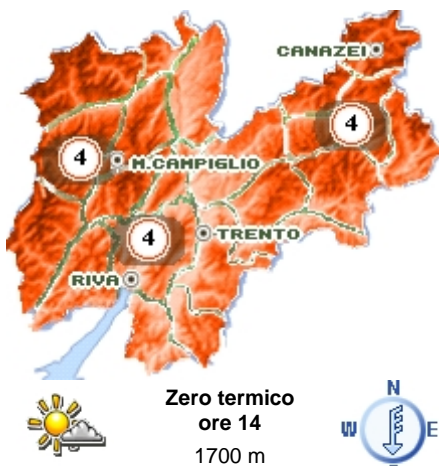 CANAZEI
4
4
M.CAMPIGLIO
4
TRENTO
RIVA
Zero termico
ore 14
1700 m
N
W E